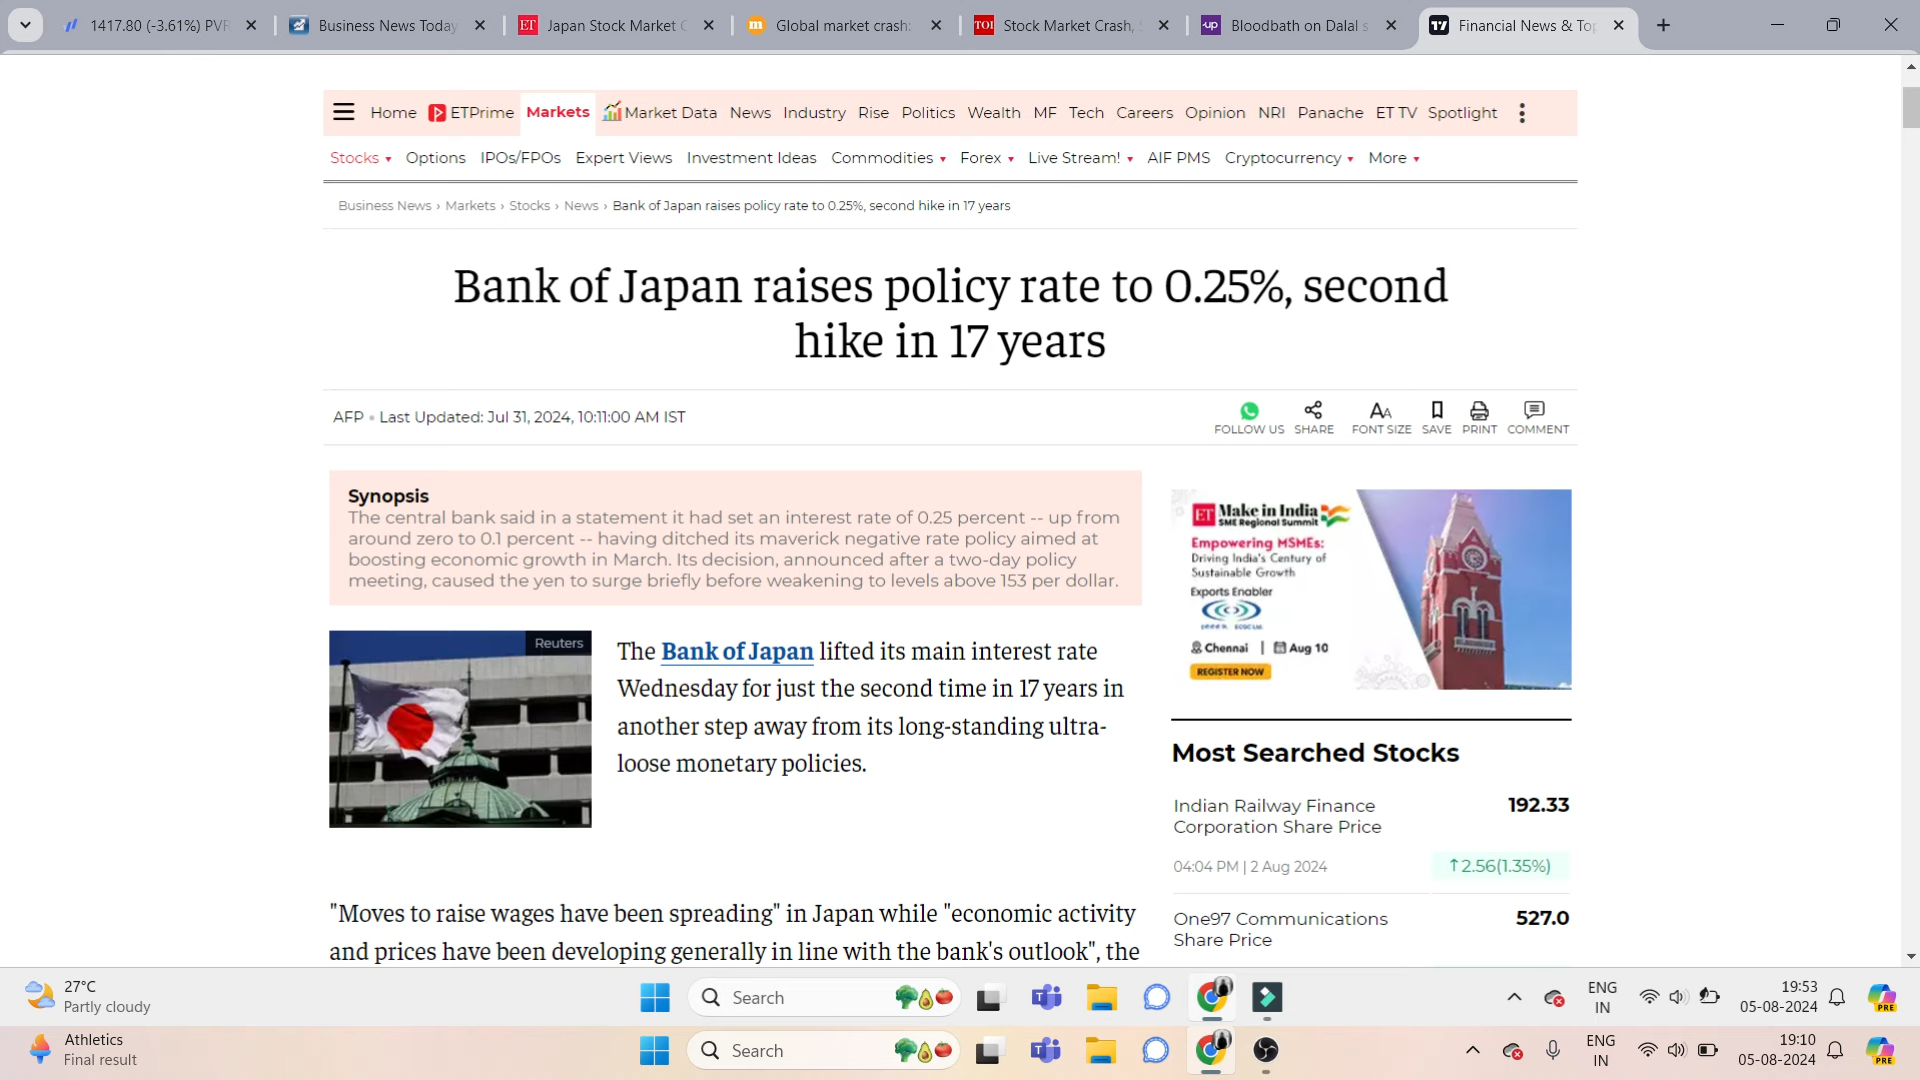 1417.80 (-3.61%) PVR
Business News Today
ET Japan Stock Market C
m Global market crash:
TOI Stock Market Crash,
up Bloodbath on Dalal s
Financial News & Top
Home ETPrime Markets Market Data News Industry Rise Politics Wealth MF Tech Careers Opinion NRI Panache ET TV Spotlight
Stocks Options IPOs/FPOs Expert Views Investment Ideas Commodities Forex Live Stream! AIF PMS Cryptocurrency More
Business News › Markets › Stocks › News › Bank of Japan raises policy rate to 0.25%, second hike in 17 years
Bank of Japan raises policy rate to 0.25%, second
hike in 17 years
AFP • Last Updated: Jul 31, 2024, 10:11:00 AM IST
FOLLOW US SHARE FONT SIZE SAVE PRINT COMMENT
Synopsis
The central bank said in a statement it had set an interest rate of 0.25 percent -- up from
around zero to 0.1 percent -- having ditched its maverick negative rate policy aimed at
boosting economic growth in March. Its decision, announced after a two-day policy
meeting, caused the yen to surge briefly before weakening to levels above 153 per dollar.
Reuters
The Bank of Japan lifted its main interest rate
Wednesday for just the second time in 17 years in
another step away from its long-standing ultra-
loose monetary policies.
"Moves to raise wages have been spreading" in Japan while "economic activity
and prices have been developing generally in line with the bank's outlook", the
ET Make in India
SME Regional Summit
Empowering MSMEs:
Driving India's Century of
Sustainable Growth
Exports Enabler
Chennai | Aug 10
REGISTER NOW
Most Searched Stocks
Indian Railway Finance
Corporation Share Price
192.33
04:04 PM | 2 Aug 2024
↑2.56(1.35%)
One97 Communications
Share Price
527.0
27°C
Partly cloudy
Search
ENG
IN
19:53
05-08-2024
PRE
Athletics
Final result
Search
ENG
IN
19:10
05-08-2024
PRE